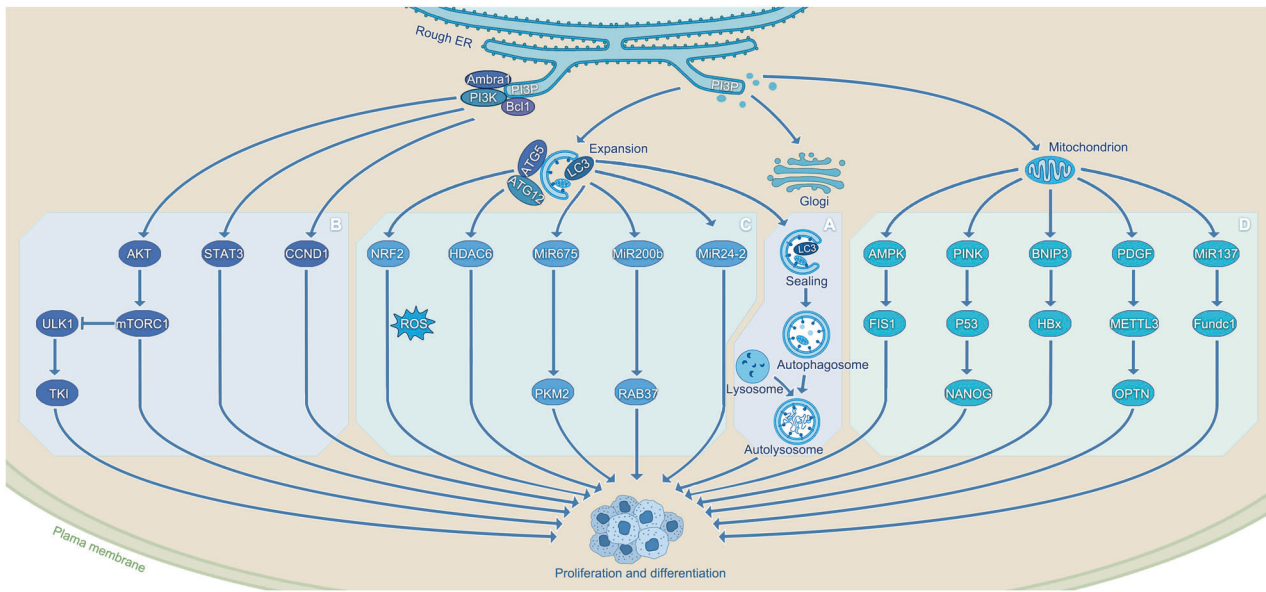 Rough ER
Ambra1
PI3P
PI3K
Bcl1
PI3P
ATG5
ATG12
LC3
Expansion
Glogi
Mitochondrion
B
C
A
D
AKT
STAT3
CCND1
NRF2
HDAC6
MiR675
MiR200b
MiR24-2
LC3
Sealing
AMPK
PINK
BNIP3
PDGF
MiR137
ULK1
mTORC1
ROS
FIS1
P53
HBx
METTL3
Fundc1
Autophagosome
Lysosome
TKI
PKM2
RAB37
NANOG
OPTN
Autolysosome
Plama membrane
Proliferation and differentiation